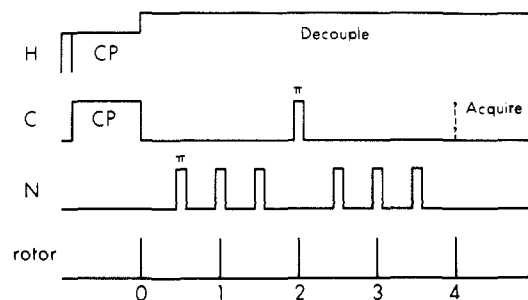 H CP Decouple
C CP π Acquire
N π
rotor
0 1 2 3 4